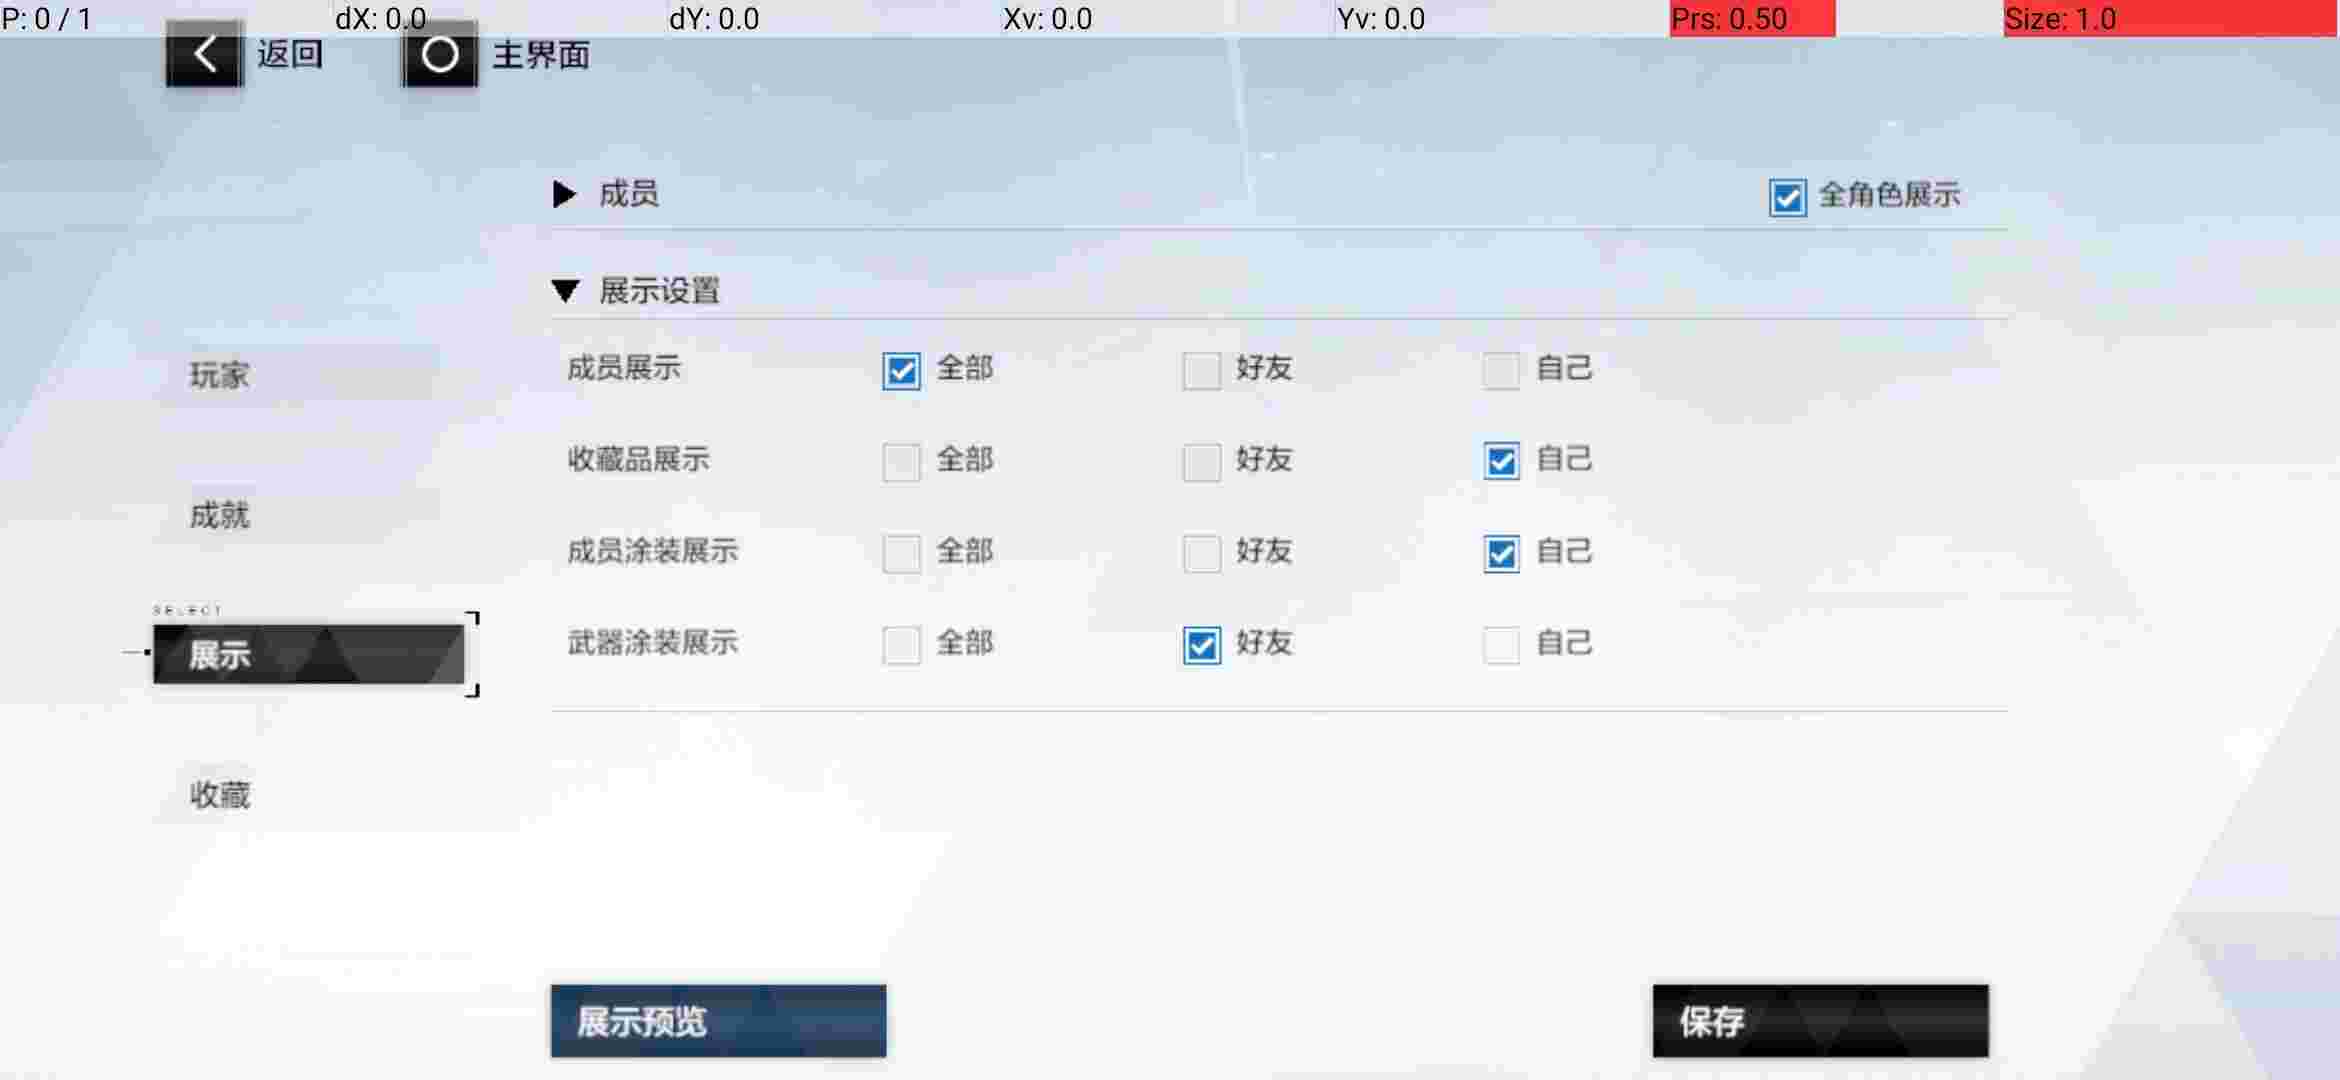 P: 0 / 1 dX: 0.0 dY: 0.0 Xv: 0.0 Yv: 0.0 Prs: 0.50 Size: 1.0
返回 主界面
成员 全角色展示
展示设置
成员展示 全部 好友 自己
玩家
收藏品展示 全部 好友 自己
成就
成员涂装展示 全部 好友 自己
SELECT
武器涂装展示 全部 好友 自己
展示
收藏
展示预览 保存